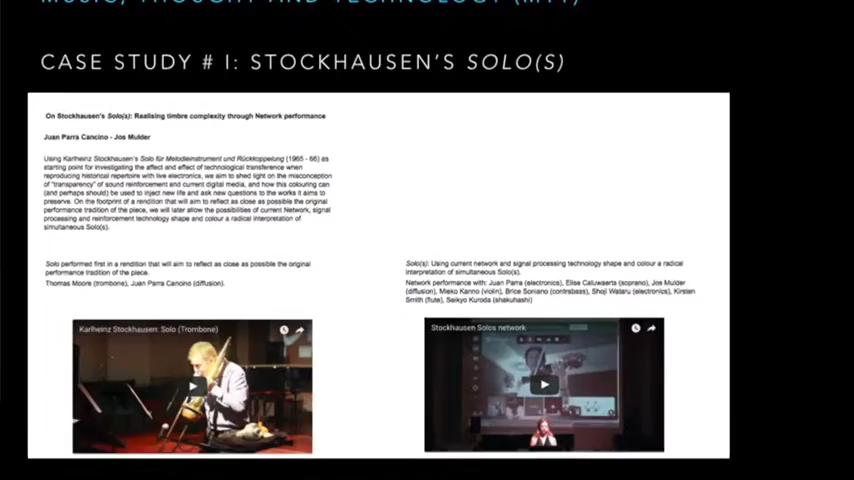 MUSIC, THOUGHT AND TECHNOLOGY (MTT)
CASE STUDY # I: STOCKHAUSEN'S SOLO(S)
On Stockhausen's Solo(s): Realising timbre complexity through Network performance
Juan Parra Cancino - Jos Mulder
Using Karlheinz Stockhausen's Solo für Melodieinstrument und Rückkoppelung (1965 - 66) as
starting point for investigating the affect and effect of technological transference when
reproducing historical repertoire with live electronics, we aim to shed light on the misconception
of "transparency" of sound reinforcement and current digital media, and how this colouring can
(and perhaps should) be used to inject new life and ask new questions to the works it aims to
preserve. On the footprint of a rendition that will aim to reflect as close as possible the original
performance tradition of the piece, we will later allow the possibilities of current Network, signal
processing and reinforcement technology shape and colour a radical interpretation of
simultaneous Solo(s).
Solo performed first in a rendition that will aim to reflect as close as possible the original
performance tradition of the piece.
Thomas Moore (trombone), Juan Parra Cancino (diffusion).
Solo(s): Using current network and signal processing technology shape and colour a radical
interpretation of simultaneous Solo(s).
Network performance with: Juan Parra (electronics), Elise Caluwaerts (soprano), Jos Mulder
(diffusion), Mieko Kanno (violin), Brice Soniano (contrabass), Shoji Wataru (electronics), Kirsten
Smith (flute), Seikyo Kuroda (shakuhashi)
Karlheinz Stockhausen: Solo (Trombone)
Stockhausen Solos network